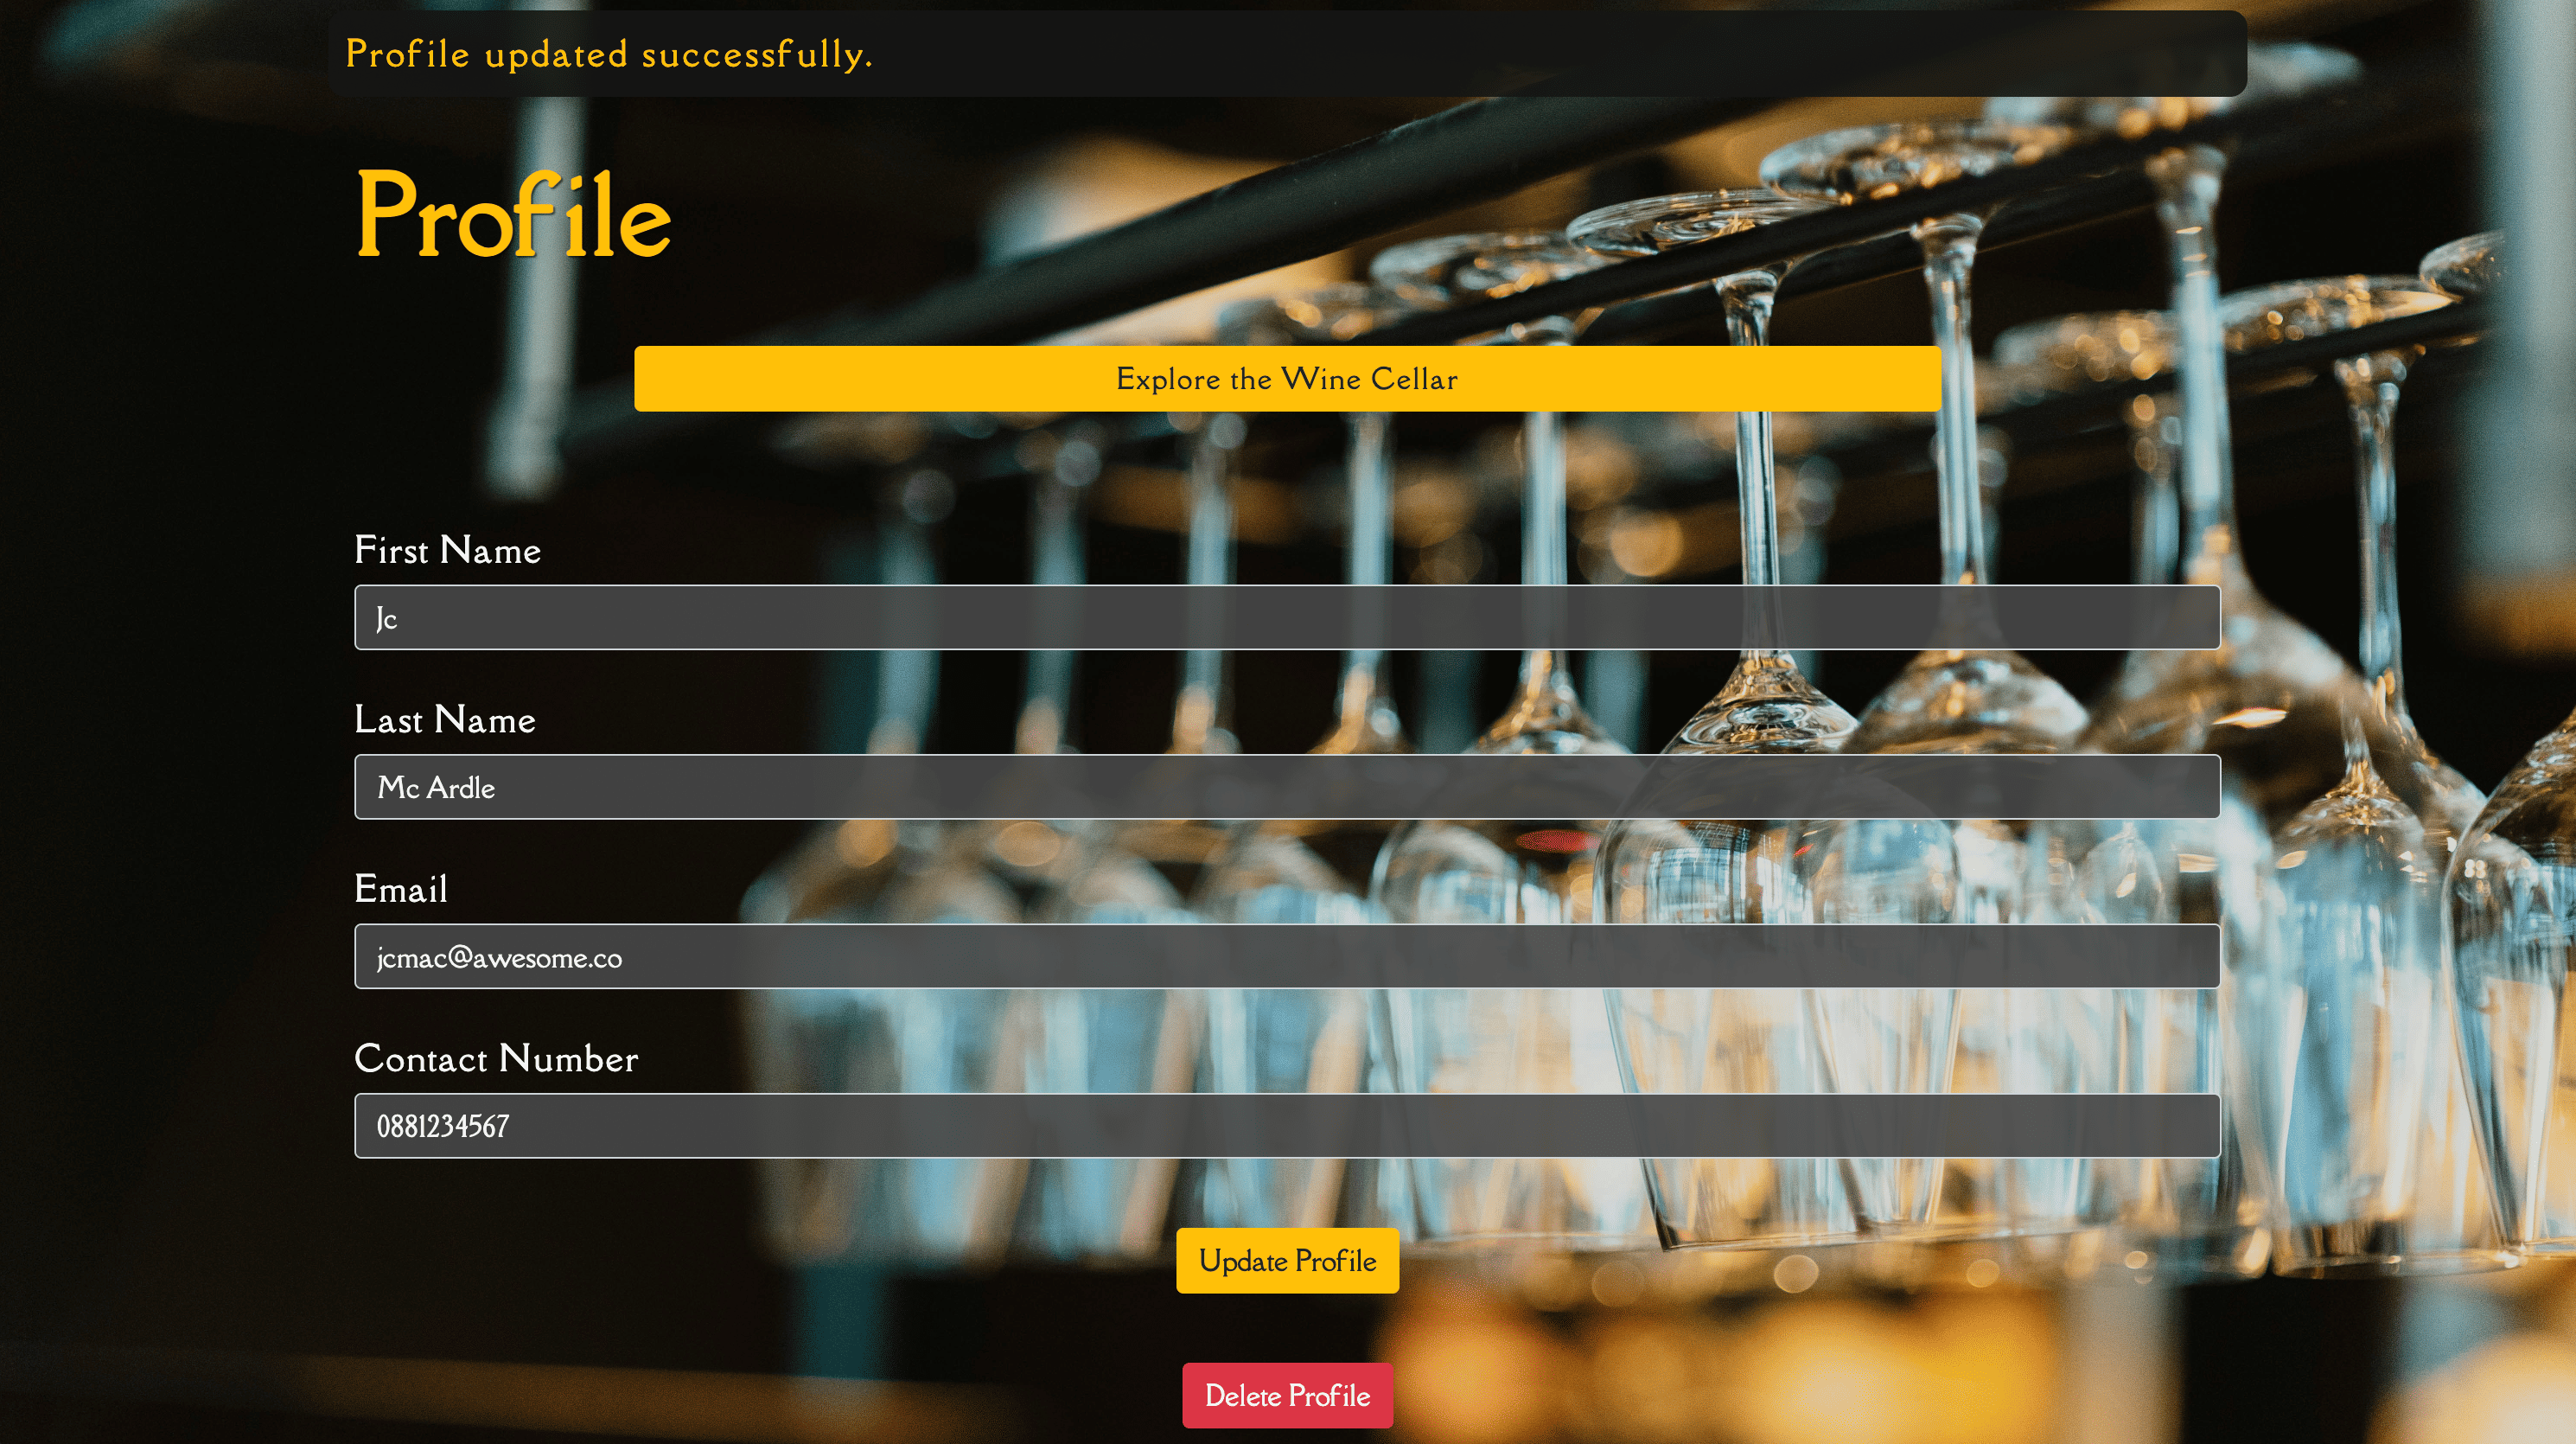 Profile updated successfully.
Profile
Explore the Wine Cellar
First Name
Jc
Last Name
Mc Ardle
Email
jcmac@awesome.co
Contact Number
0881234567
Update Profile
Delete Profile